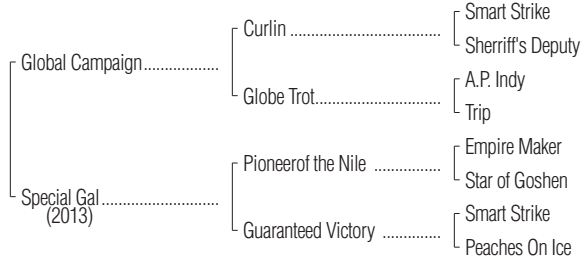 Smart Strike
Curlin ..................................
Sherriff's Deputy
Global Campaign.................
A.P. Indy
Globe Trot............................
Trip
Empire Maker
Pioneerof the Nile ...............
Star of Goshen
Special Gal..........................
(2013)
Smart Strike
Guaranteed Victory .............
Peaches On Ice